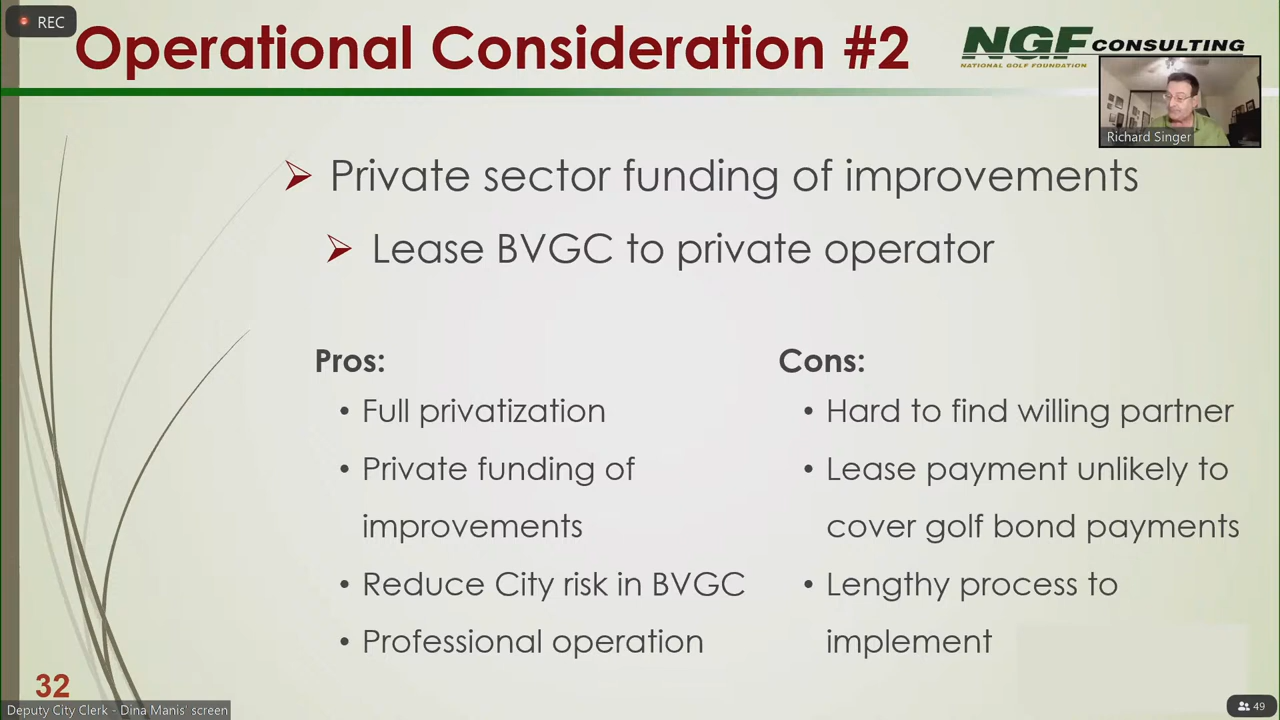 REC
Operational Consideration #2
NGF CONSULTING
NATIONAL GOLF FOUNDATION
Richard Singer
Private sector funding of improvements
Lease BVGC to private operator
Pros:
• Full privatization
• Private funding of
improvements
• Reduce City risk in BVGC
• Professional operation
Cons:
• Hard to find willing partner
• Lease payment unlikely to
cover golf bond payments
• Lengthy process to
implement
32
Deputy City Clerk - Dina Manis' screen
49